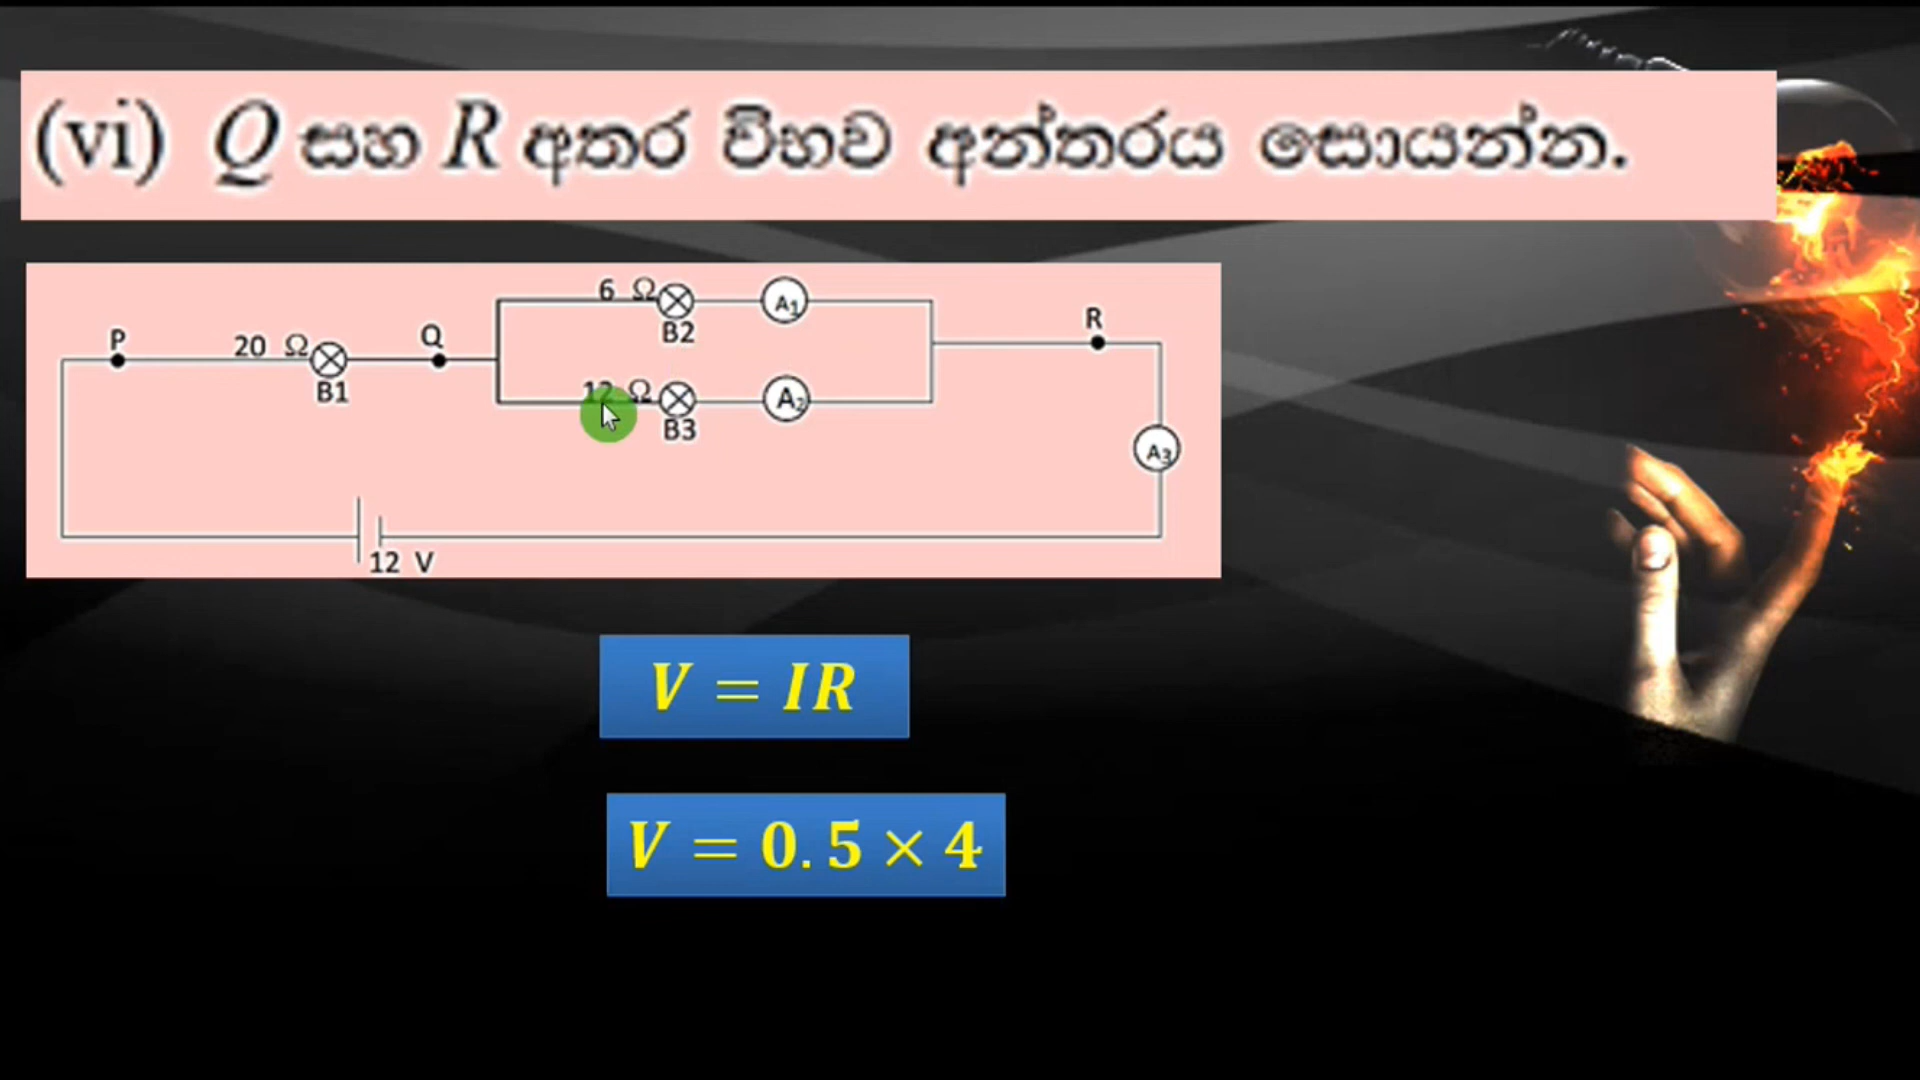 (vi) Q සහ R අතර විභව අන්තරය සොයන්න.
6 Ω
A1
B2
P
20 Ω
B1
Q
R
12 Ω
A2
B3
A3
12 V
V = IR
V = 0.5 × 4